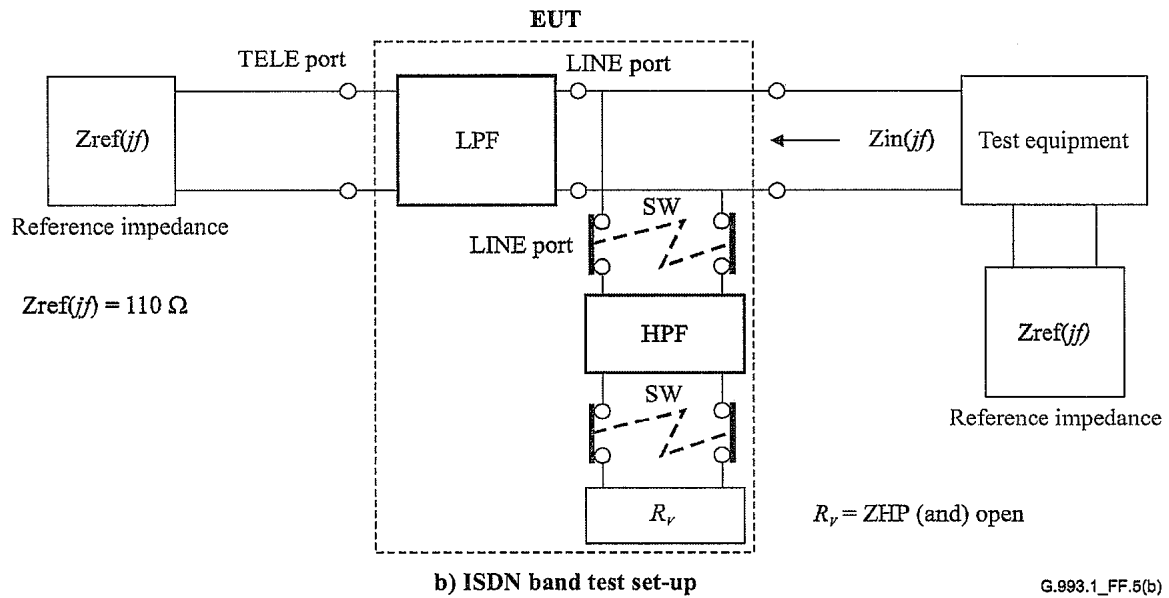 EUT
TELE port
LINE port
Zref(jf)
LPF
Zin(jf)
Test equipment
Reference impedance
SW
LINE port
Zref(jf) = 110 Ω
HPF
Zref(jf)
SW
Reference impedance
Rv
Rv = ZHP (and) open
b) ISDN band test set-up
G.993.1_FF.5(b)